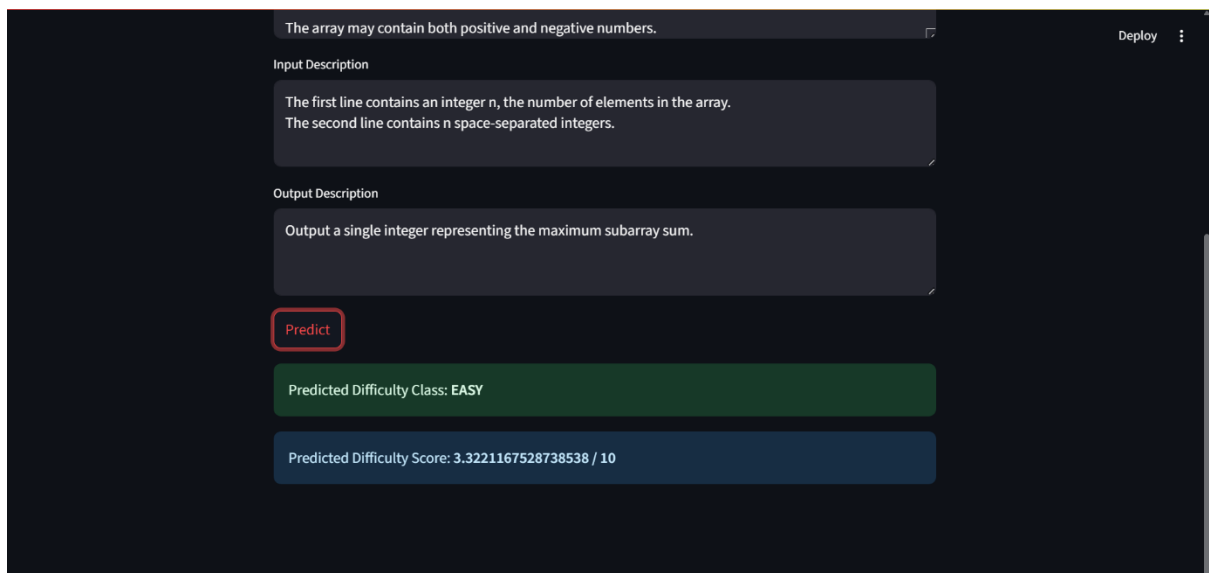 The array may contain both positive and negative numbers.
Deploy
Input Description
The first line contains an integer n, the number of elements in the array.
The second line contains n space-separated integers.
Output Description
Output a single integer representing the maximum subarray sum.
Predict
Predicted Difficulty Class: EASY
Predicted Difficulty Score: 3.3221167528738538 / 10